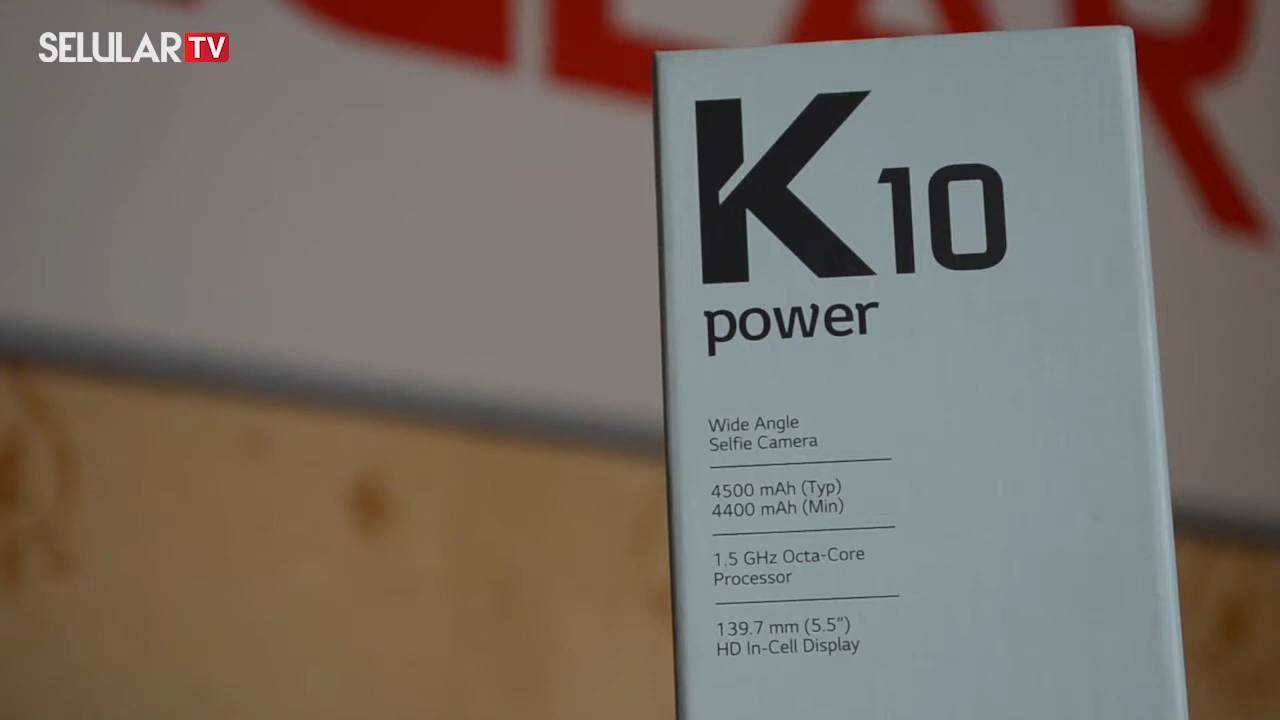 SELULAR TV
K10
power
Wide Angle
Selfie Camera
4500 mAh (Typ)
4400 mAh (Min)
1.5 GHz Octa-Core
Processor
139.7 mm (5.5”)
HD In-Cell Display